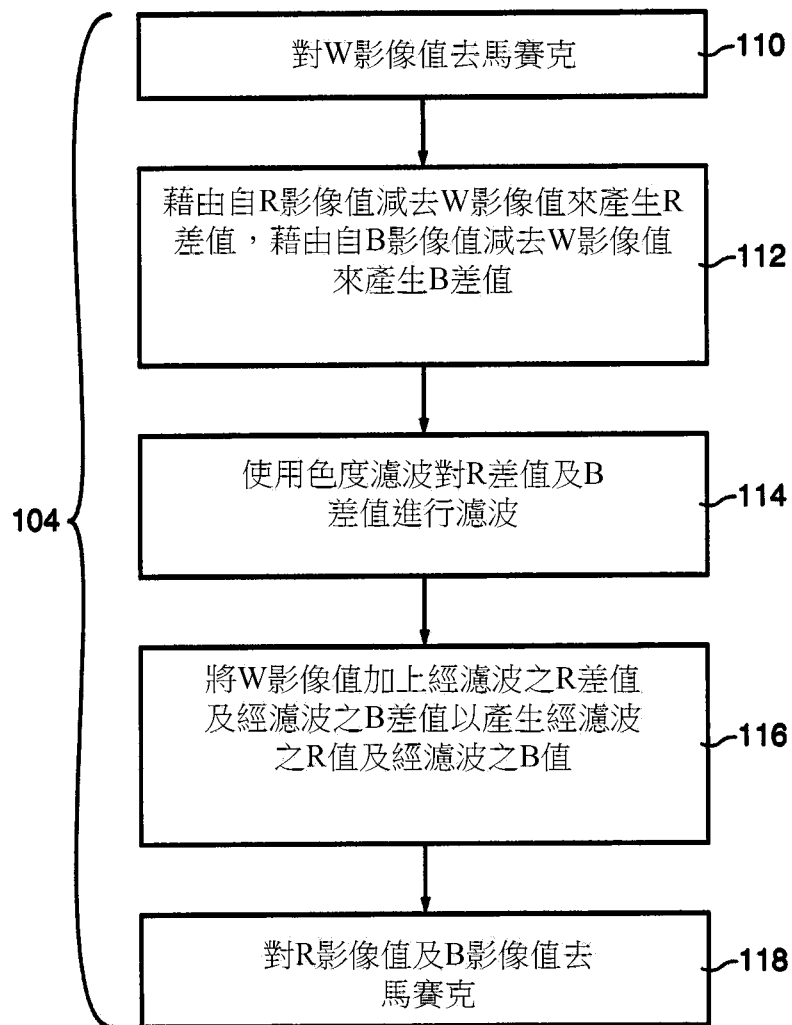 對W影像值去馬賽克
110
藉由自R影像值減去W影像值來產生R
差值，藉由自B影像值減去W影像值
來產生B差值
112
使用色度濾波對R差值及B
差值進行濾波
114
104
將W影像值加上經濾波之R差值
及經濾波之B差值以產生經濾波
之R值及經濾波之B值
116
對R影像值及B影像值去
馬賽克
118